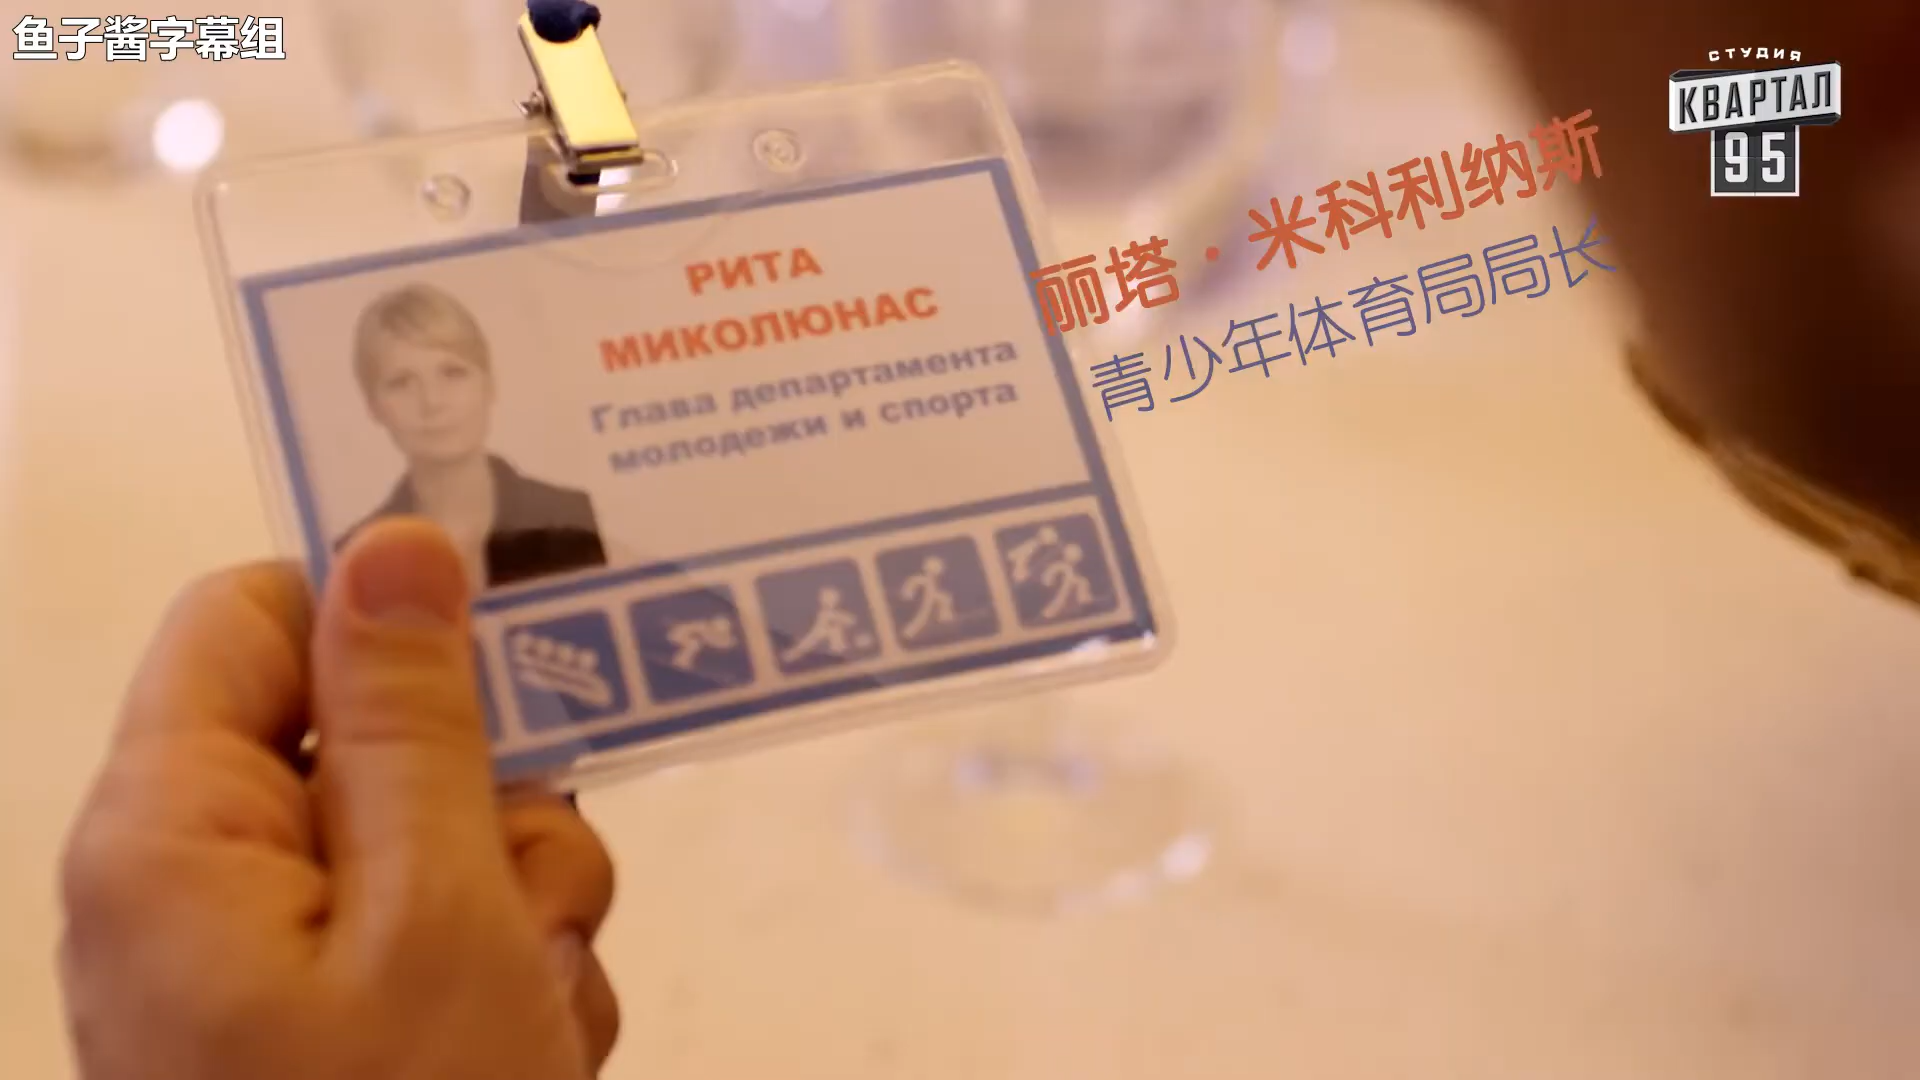 鱼子酱字幕组
СТУДИЯ
КВАРТАЛ
95
РИТА
МИКОЛЮНАС
Глава департамента
молодежи и спорта
丽塔·米科利纳斯
青少年体育局局长